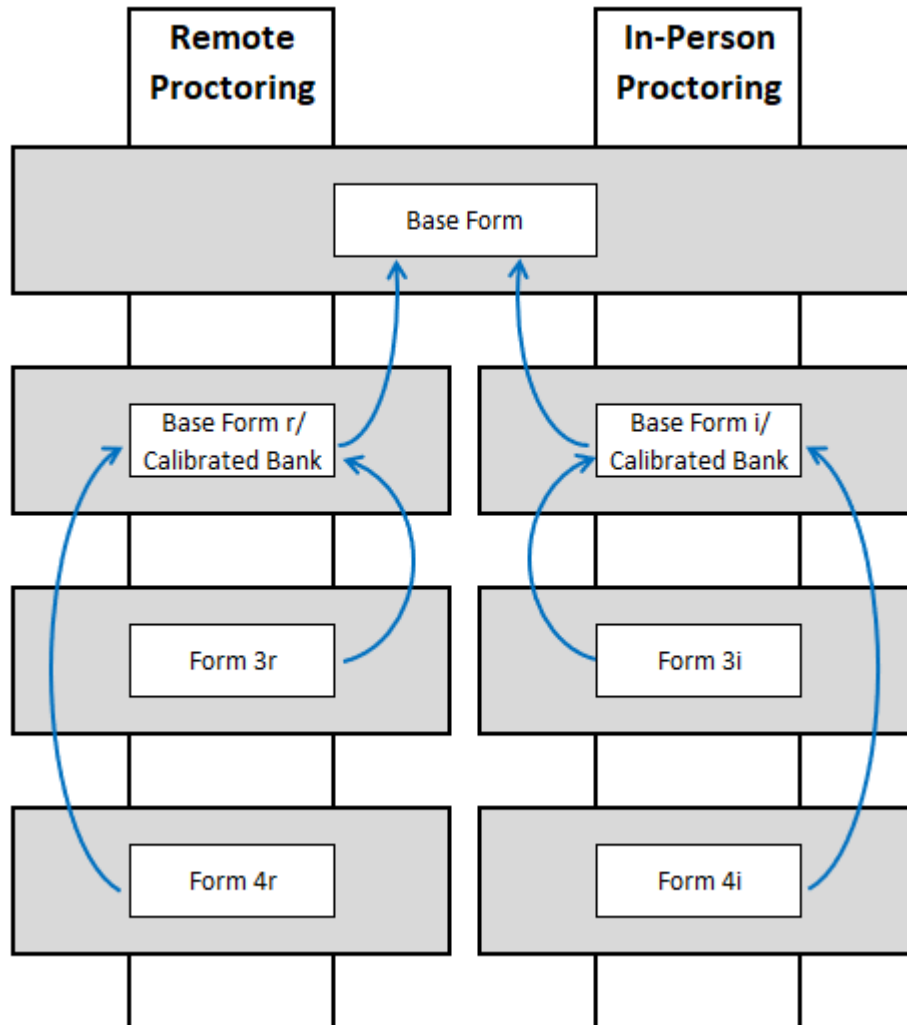 Remote
Proctoring
In-Person
Proctoring
Base Form
Base Form r/
Calibrated Bank
Base Form i/
Calibrated Bank
Form 3r
Form 3i
Form 4r
Form 4i